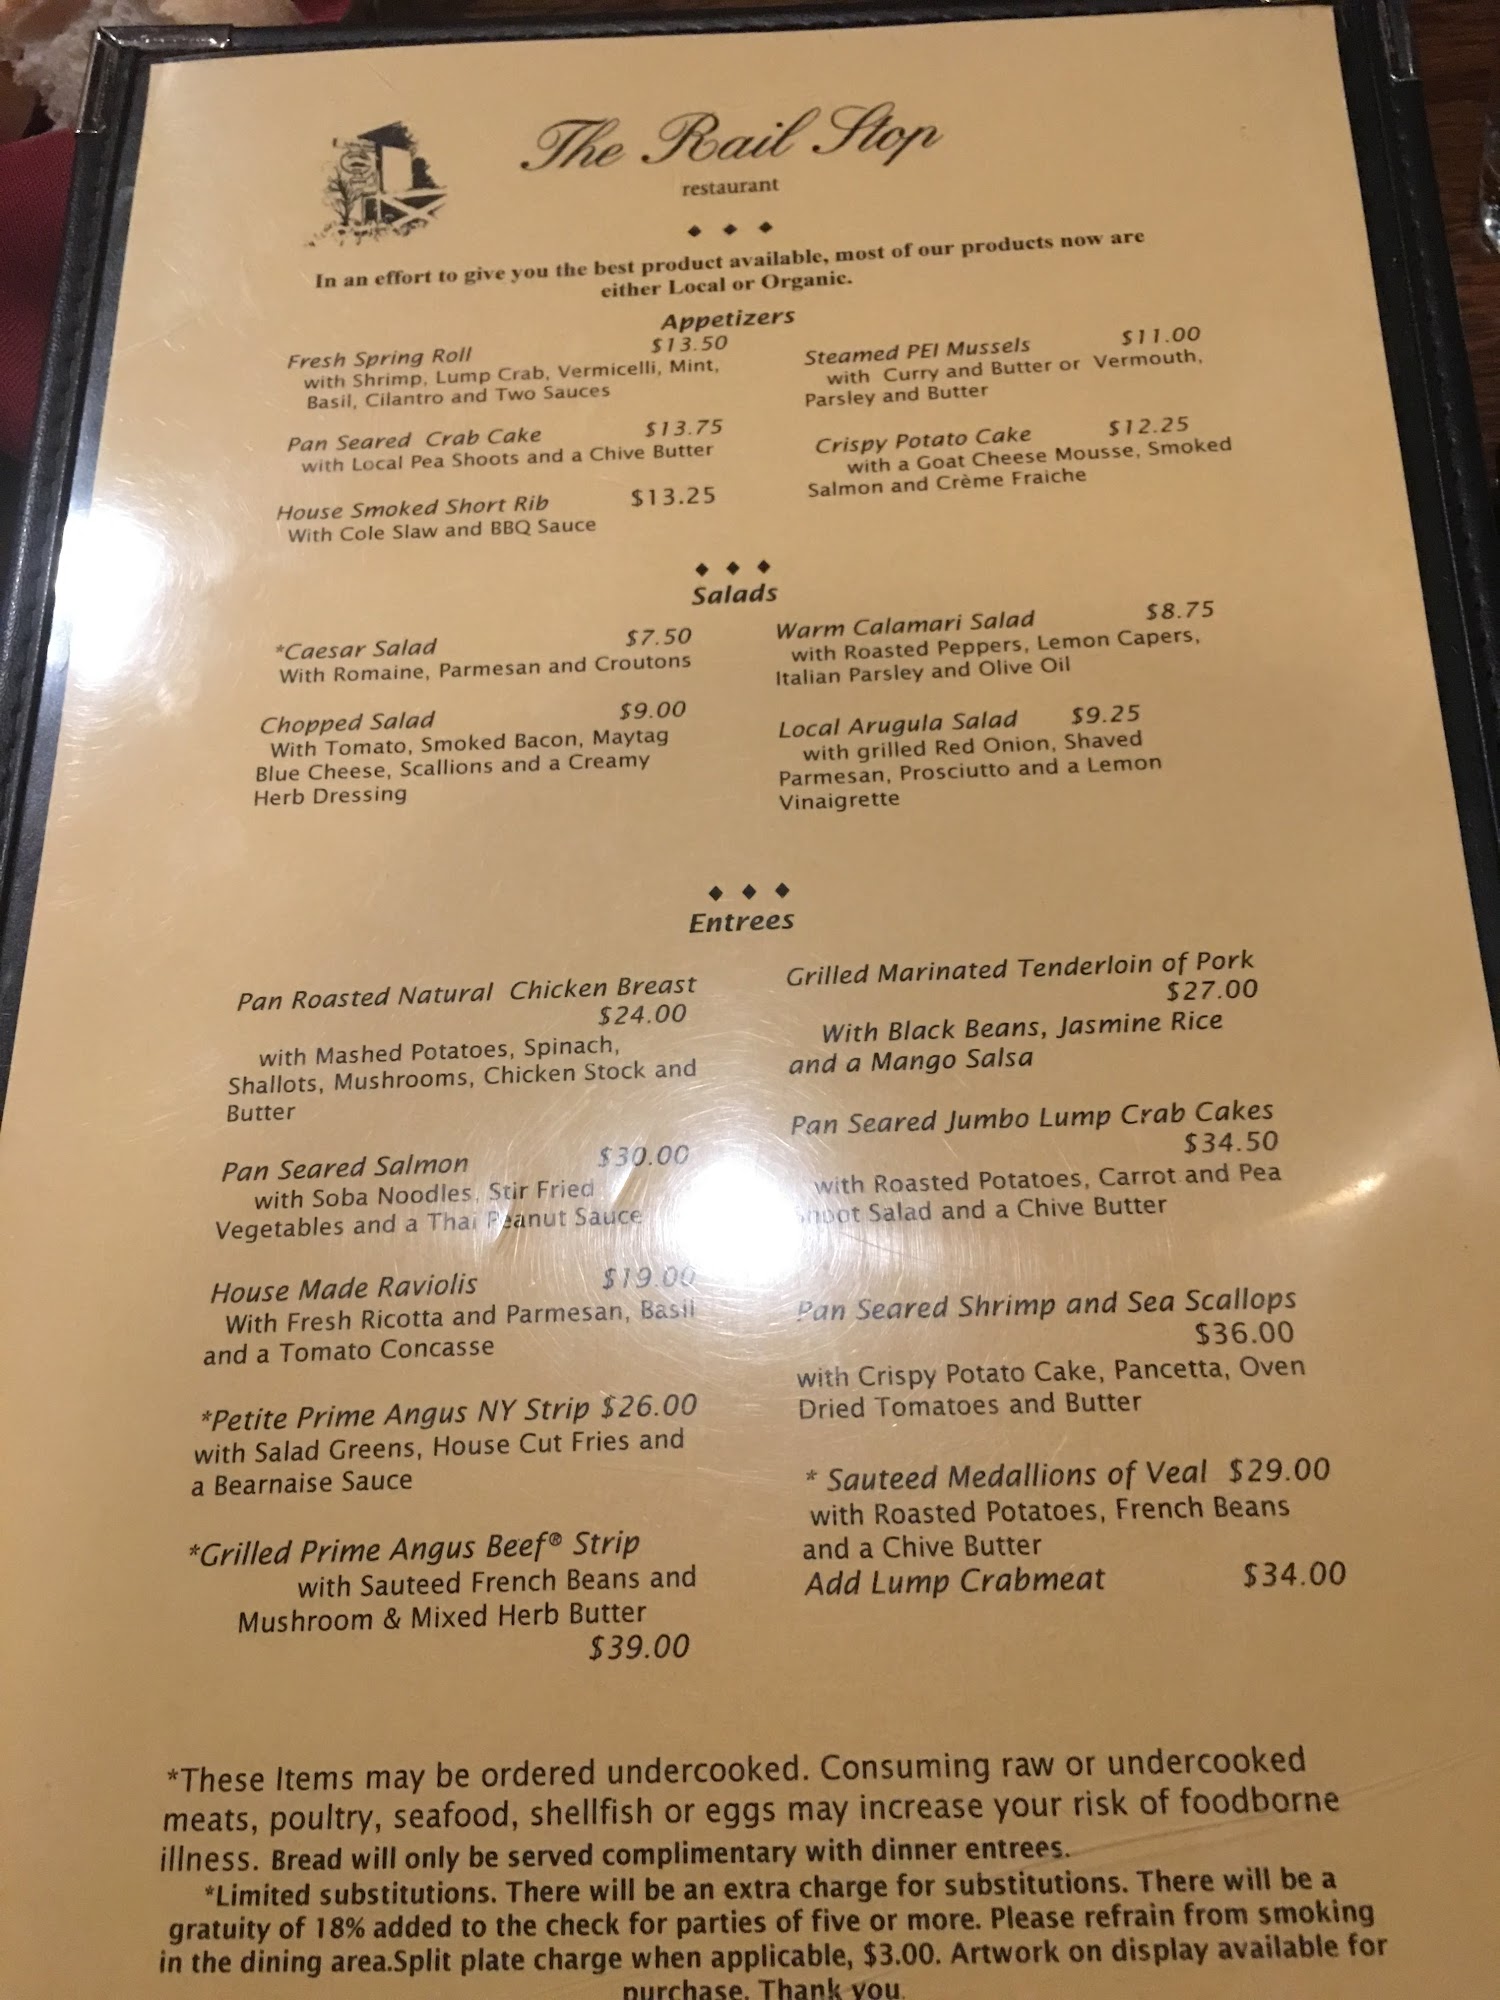 The Rail Stop
restaurant
In an effort to give you the best product available, most of our products now are
either Local or Organic.
Appetizers
Fresh Spring Roll $13.50
with Shrimp, Lump Crab, Vermicelli, Mint,
Basil, Cilantro and Two Sauces
Pan Seared Crab Cake $13.75
with Local Pea Shoots and a Chive Butter
House Smoked Short Rib $13.25
With Cole Slaw and BBQ Sauce
Steamed PEI Mussels $11.00
with Curry and Butter or Vermouth,
Parsley and Butter
Crispy Potato Cake $12.25
with a Goat Cheese Mousse, Smoked
Salmon and Crème Fraiche
Salads
*Caesar Salad $7.50
With Romaine, Parmesan and Croutons
Chopped Salad $9.00
With Tomato, Smoked Bacon, Maytag
Blue Cheese, Scallions and a Creamy
Herb Dressing
Warm Calamari Salad $8.75
with Roasted Peppers, Lemon Capers,
Italian Parsley and Olive Oil
Local Arugula Salad $9.25
with grilled Red Onion, Shaved
Parmesan, Prosciutto and a Lemon
Vinaigrette
Entrees
Pan Roasted Natural Chicken Breast
$24.00
with Mashed Potatoes, Spinach,
Shallots, Mushrooms, Chicken Stock and
Butter
Pan Seared Salmon $30.00
with Soba Noodles, Stir Fried
Vegetables and a Thai Peanut Sauce
House Made Raviolis $19.00
With Fresh Ricotta and Parmesan, Basil
and a Tomato Concasse
*Petite Prime Angus NY Strip $26.00
with Salad Greens, House Cut Fries and
a Bearnaise Sauce
*Grilled Prime Angus Beef® Strip
with Sauteed French Beans and
Mushroom & Mixed Herb Butter
$39.00
Grilled Marinated Tenderloin of Pork
$27.00
With Black Beans, Jasmine Rice
and a Mango Salsa
Pan Seared Jumbo Lump Crab Cakes
$34.50
with Roasted Potatoes, Carrot and Pea
Shoot Salad and a Chive Butter
Pan Seared Shrimp and Sea Scallops
$36.00
with Crispy Potato Cake, Pancetta, Oven
Dried Tomatoes and Butter
* Sauteed Medallions of Veal $29.00
with Roasted Potatoes, French Beans
and a Chive Butter
Add Lump Crabmeat $34.00
*These Items may be ordered undercooked. Consuming raw or undercooked
meats, poultry, seafood, shellfish or eggs may increase your risk of foodborne
illness. Bread will only be served complimentary with dinner entrees.
*Limited substitutions. There will be an extra charge for substitutions. There will be a
gratuity of 18% added to the check for parties of five or more. Please refrain from smoking
in the dining area.Split plate charge when applicable, $3.00. Artwork on display available for
purchase. Thank you.